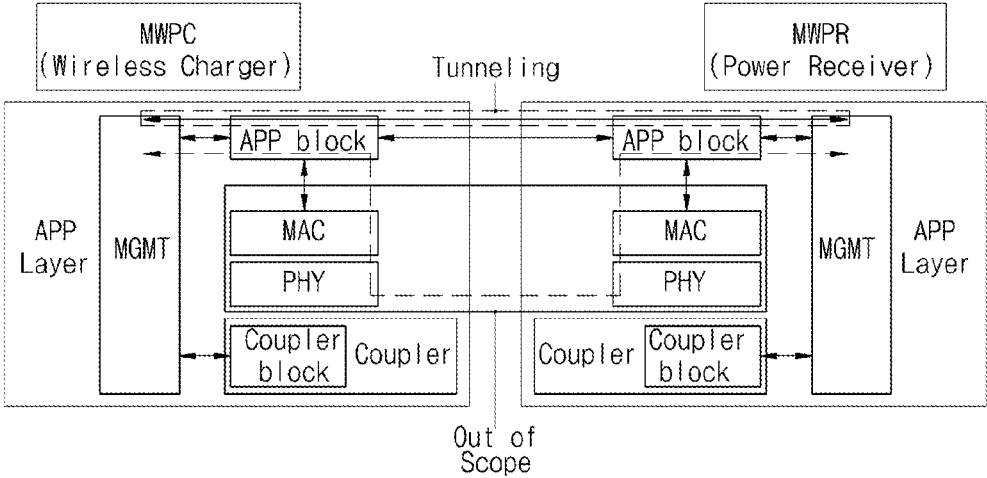 MWPC
(Wireless Charger)
Tunneling
MWPR
(Power Receiver)
APP block
APP block
APP
Layer
MGMT
MAC
PHY
MAC
PHY
MGMT
APP
Layer
Coupler
block
Coupler
Coupler
Coupler
block
Out of
Scope